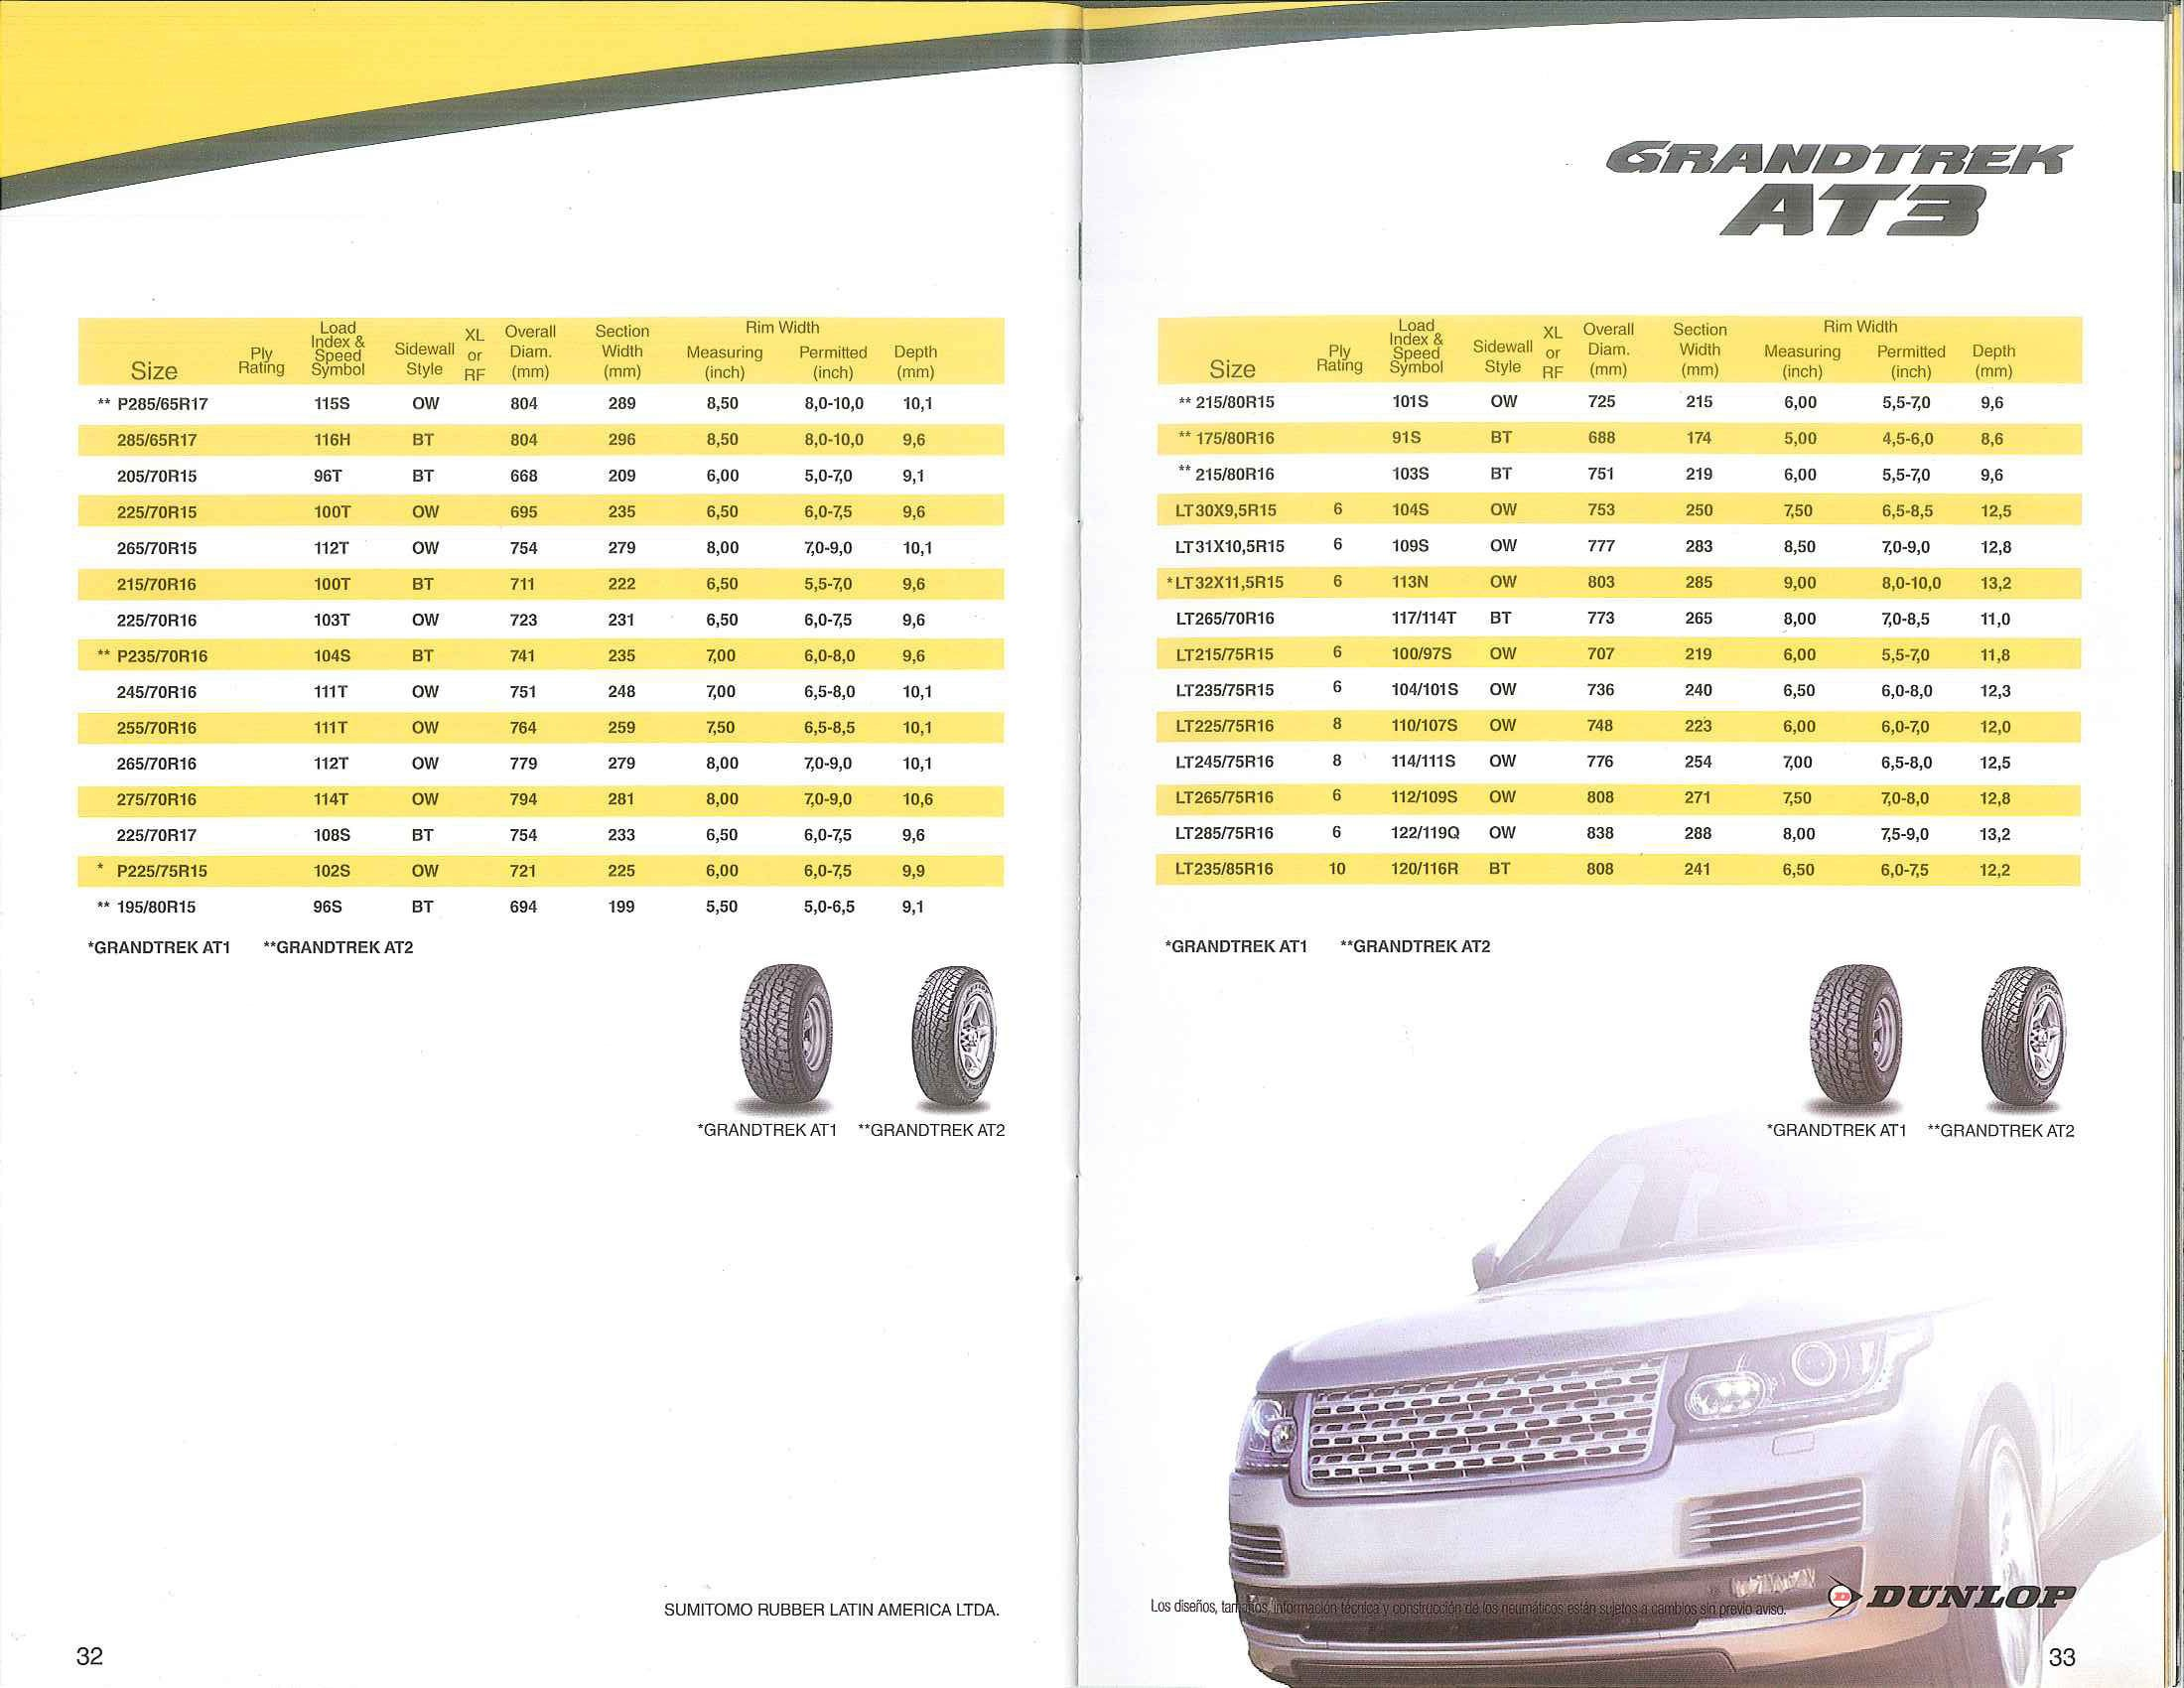 Size Ply Rating Load Index & Speed Symbol Sidewall Style XL or RF Overall Diam. (mm) Section Width (mm) Rim Width Measuring (inch) Permitted (inch) Depth (mm)
** P285/65R17 115S OW 804 289 8,50 8,0-10,0 10,1
285/65R17 116H BT 804 296 8,50 8,0-10,0 9,6
205/70R15 96T BT 668 209 6,00 5,0-7,0 9,1
225/70R15 100T OW 695 235 6,50 6,0-7,5 9,6
265/70R15 112T OW 754 279 8,00 7,0-9,0 10,1
215/70R16 100T BT 711 222 6,50 5,5-7,0 9,6
225/70R16 103T OW 723 231 6,50 6,0-7,5 9,6
** P235/70R16 104S BT 741 235 7,00 6,0-8,0 9,6
245/70R16 111T OW 751 248 7,00 6,5-8,0 10,1
255/70R16 111T OW 764 259 7,50 6,5-8,5 10,1
265/70R16 112T OW 779 279 8,00 7,0-9,0 10,1
275/70R16 114T OW 794 281 8,00 7,0-9,0 10,6
225/70R17 108S BT 754 233 6,50 6,0-7,5 9,6
* P225/75R15 102S OW 721 225 6,00 6,0-7,5 9,9
** 195/80R15 96S BT 694 199 5,50 5,0-6,5 9,1
*GRANDTREK AT1 **GRANDTREK AT2
*GRANDTREK AT1 **GRANDTREK AT2
SUMITOMO RUBBER LATIN AMERICA LTDA.
32
GRANDTREK
AT3
Size Ply Rating Load Index & Speed Symbol Sidewall Style XL or RF Overall Diam. (mm) Section Width (mm) Rim Width Measuring (inch) Permitted (inch) Depth (mm)
** 215/80R15 101S OW 725 215 6,00 5,5-7,0 9,6
** 175/80R16 91S BT 688 174 5,00 4,5-6,0 8,6
** 215/80R16 103S BT 751 219 6,00 5,5-7,0 9,6
LT30X9,5R15 6 104S OW 753 250 7,50 6,5-8,5 12,5
LT31X10,5R15 6 109S OW 777 283 8,50 7,0-9,0 12,8
*LT32X11,5R15 6 113N OW 803 285 9,00 8,0-10,0 13,2
LT265/70R16 117/114T BT 773 265 8,00 7,0-8,5 11,0
LT215/75R15 6 100/97S OW 707 219 6,00 5,5-7,0 11,8
LT235/75R15 6 104/101S OW 736 240 6,50 6,0-8,0 12,3
LT225/75R16 8 110/107S OW 748 223 6,00 6,0-7,0 12,0
LT245/75R16 8 114/111S OW 776 254 7,00 6,5-8,0 12,5
LT265/75R16 6 112/109S OW 808 271 7,50 7,0-8,0 12,8
LT285/75R16 6 122/119Q OW 838 288 8,00 7,5-9,0 13,2
LT235/85R16 10 120/116R BT 808 241 6,50 6,0-7,5 12,2
*GRANDTREK AT1 **GRANDTREK AT2
*GRANDTREK AT1 **GRANDTREK AT2
Los diseños, tamaños, información técnica y construcción de los neumáticos están sujetos a cambios sin previo aviso.
D DUNLOP
33